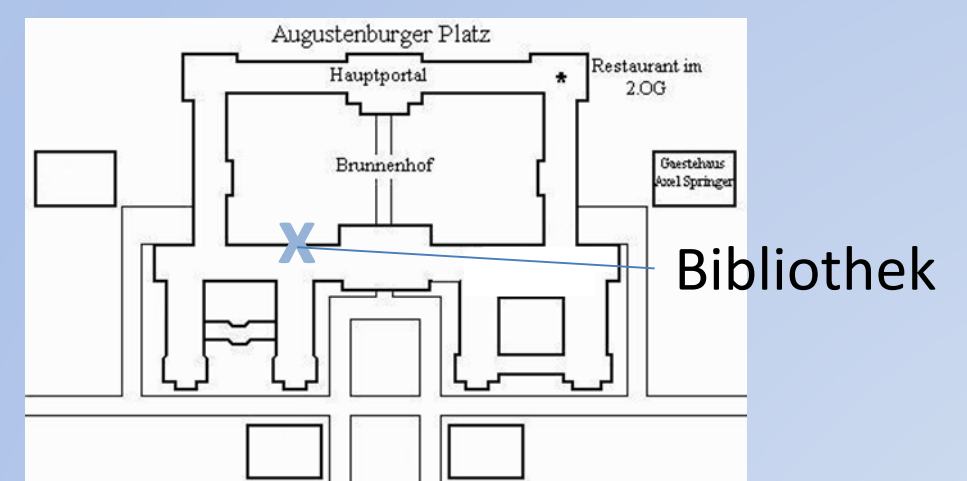 Augustenburger Platz
Hauptportal
*
Restaurant im
2.OG
Brunnenhof
Gaestehaus
Axel Springer
X
Bibliothek